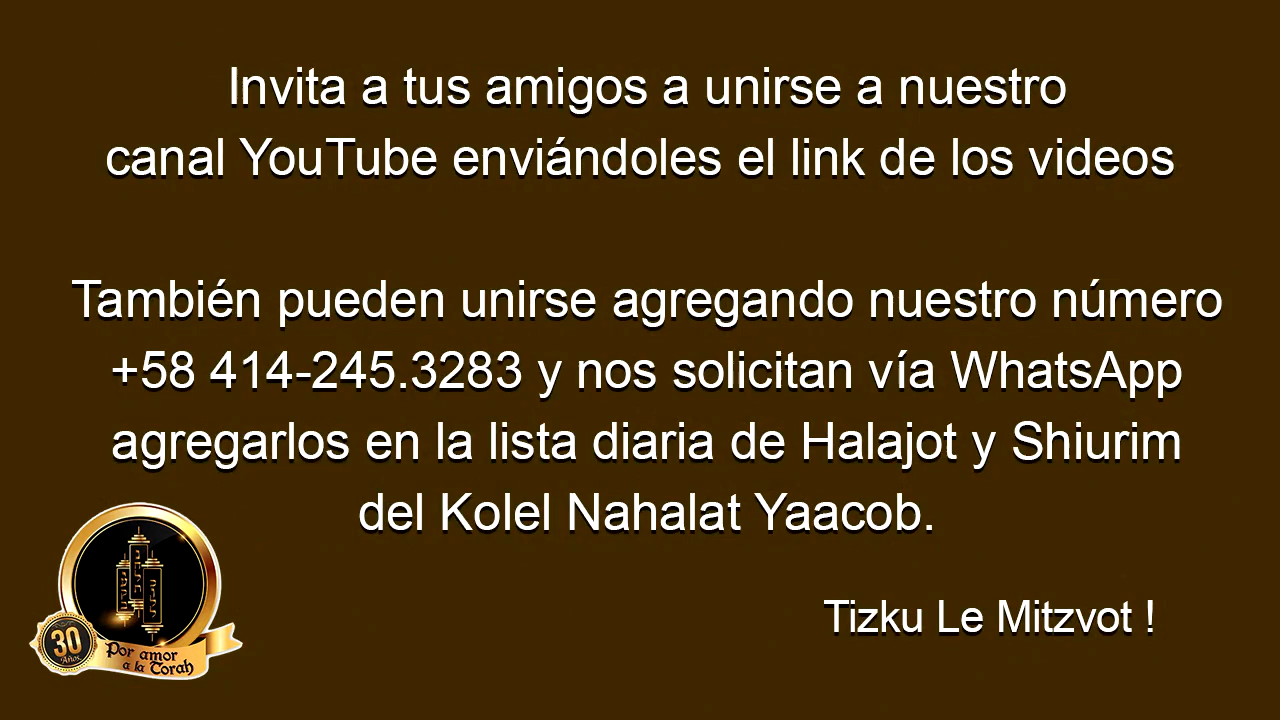 Invita a tus amigos a unirse a nuestro
canal YouTube enviándoles el link de los videos
También pueden unirse agregando nuestro número
+58 414-245.3283 y nos solicitan vía WhatsApp
agregarlos en la lista diaria de Halajot y Shiurim
del Kolel Nahalat Yaacob.
Tizku Le Mitzvot !
30
Años
Por amor
a la Torah